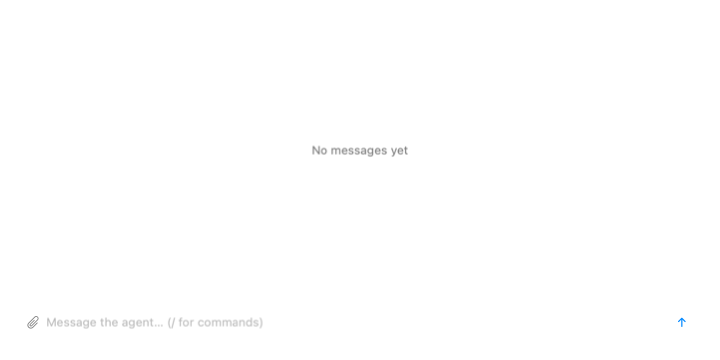 No messages yet
Message the agent... (/ for commands)